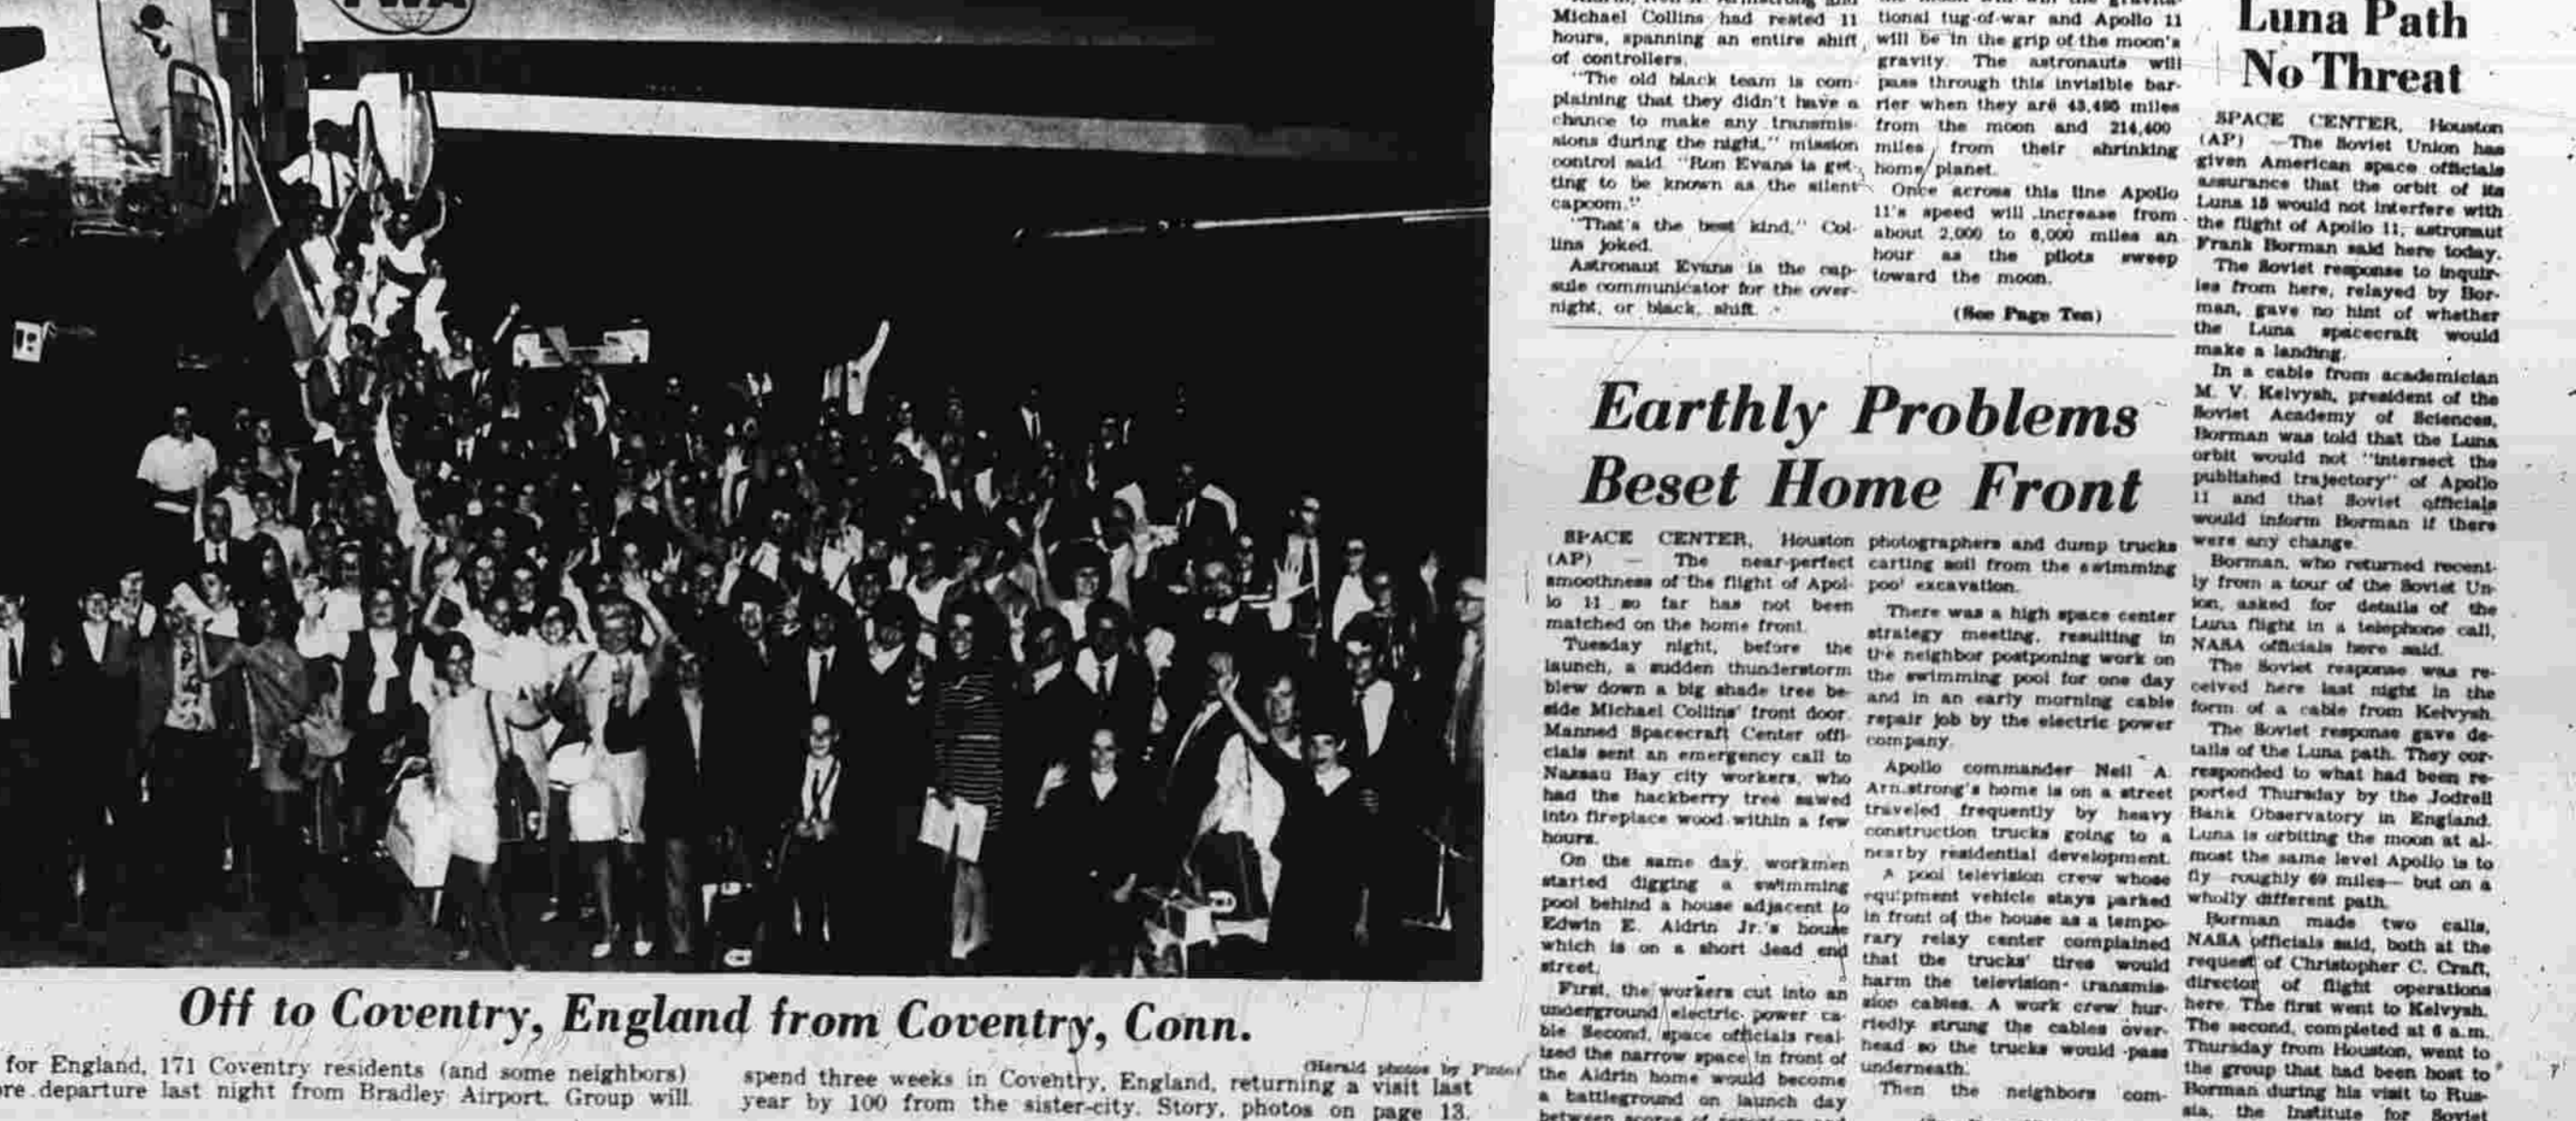 TWA
Off to Coventry, England from Coventry, Conn.
(Herald photos by Pinto)
for England, 171 Coventry residents (and some neighbors)
departure last night from Bradley Airport. Group will
spend three weeks in Coventry, England, returning a visit last
year by 100 from the sister-city. Story, photos on page 13.
Michael Collins had rested 11
hours, spanning an entire shift
of controllers.
"The old black team is com-
plaining that they didn't have a
chance to make any transmis-
sions during the night," mission
control said. "Ron Evans is get-
ting to be known as the silent
capcom."
"That's the best kind," Col-
lins joked.
Astronaut Evans is the cap-
sule communicator for the over-
night, or black, shift.
tional tug-of-war and Apollo 11
will be in the grip of the moon's
gravity. The astronauts will
pass through this invisible bar-
rier when they are 43,495 miles
from the moon and 214,400
miles from their shrinking
home planet.
Once across this line Apollo
11's speed will increase from
about 2,000 to 6,000 miles an
hour as the pilots sweep
toward the moon.
(See Page Ten)
Earthly Problems
Beset Home Front
SPACE CENTER, Houston
(AP) — The near-perfect
smoothness of the flight of Apol-
lo 11 so far has not been
matched on the home front.
Tuesday night, before the
launch, a sudden thunderstorm
blew down a big shade tree be-
side Michael Collins' front door.
Manned Spacecraft Center offi-
cials sent an emergency call to
Nassau Bay city workers, who
had the hackberry tree sawed
into fireplace wood within a few
hours.
On the same day, workmen
started digging a swimming
pool behind a house adjacent to
Edwin E. Aldrin Jr.'s house
which is on a short dead end
street.
First, the workers cut into an
underground electric power ca-
ble. Second, space officials real-
ized the narrow space in front of
the Aldrin home would become
a battleground on launch day
between scores of
photographers and dump trucks
carting soil from the swimming
pool excavation.
There was a high space center
strategy meeting, resulting in
the neighbor postponing work on
the swimming pool for one day
and in an early morning cable
repair job by the electric power
company.
Apollo commander Neil A.
Armstrong's home is on a street
traveled frequently by heavy
construction trucks going to a
nearby residential development.
A pool television crew whose
equipment vehicle stays parked
in front of the house as a tempo-
rary relay center complained
that the trucks' tires would
harm the television transmis-
sion cables. A work crew hur-
riedly strung the cables over-
head so the trucks would pass
underneath.
Then the neighbors com-
Luna Path
No Threat
SPACE CENTER, Houston
(AP) —The Soviet Union has
given American space officials
assurance that the orbit of its
Luna 15 would not interfere with
the flight of Apollo 11, astronaut
Frank Borman said here today.
The Soviet response to inquir-
ies from here, relayed by Bor-
man, gave no hint of whether
the Luna spacecraft would
make a landing.
In a cable from academician
M. V. Kelvysh, president of the
Soviet Academy of Sciences,
Borman was told that the Luna
orbit would not "intersect the
published trajectory" of Apollo
11 and that Soviet officials
would inform Borman if there
were any change.
Borman, who returned recent-
ly from a tour of the Soviet Un-
ion, asked for details of the
Luna flight in a telephone call,
NASA officials here said.
The Soviet response was re-
ceived here last night in the
form of a cable from Kelvysh.
The Soviet response gave de-
tails of the Luna path. They cor-
responded to what had been re-
ported Thursday by the Jodrell
Bank Observatory in England.
Luna is orbiting the moon at al-
most the same level Apollo is to
fly—roughly 69 miles— but on a
wholly different path.
Borman made two calls,
NASA officials said, both at the
request of Christopher C. Craft,
director of flight operations
here. The first went to Kelvysh.
The second, completed at 6 a.m.
Thursday from Houston, went to
the group that had been host to
Borman during his visit to Rus-
sia, the Institute for Soviet